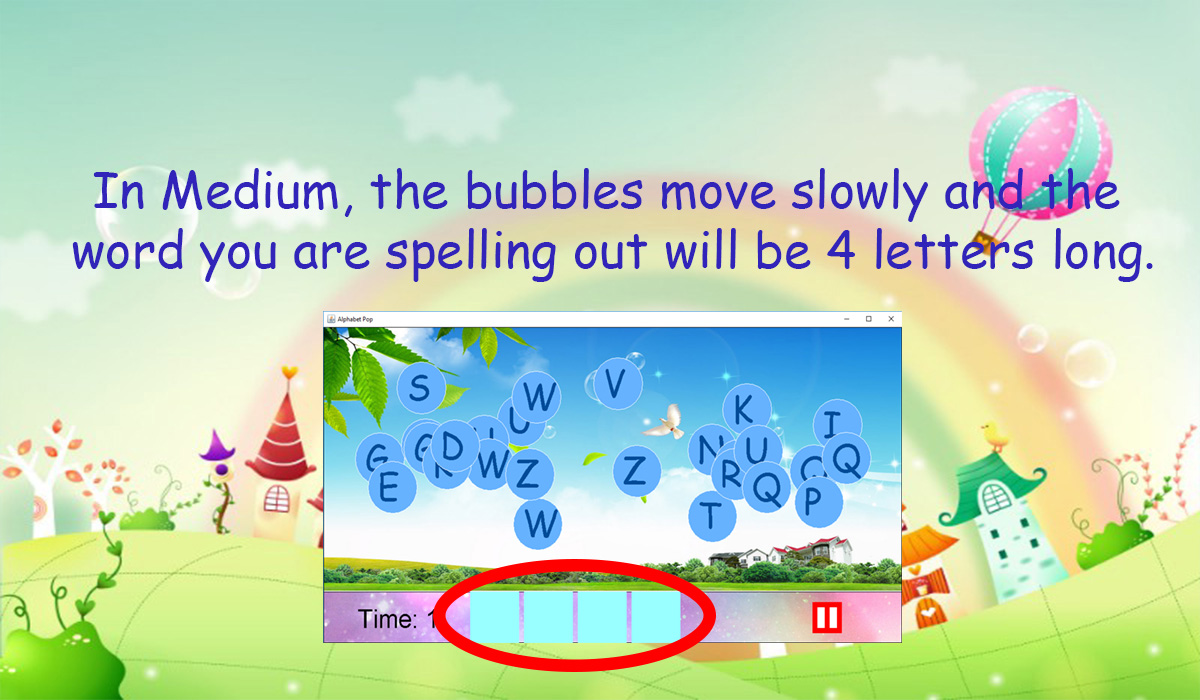 In Medium, the bubbles move slowly and the
word you are spelling out will be 4 letters long.
Alphabet Pop
S
W
V
U
K
I
G
D
W
Z
Z
N
R
U
Q
Q
E
P
W
T
Time: 1